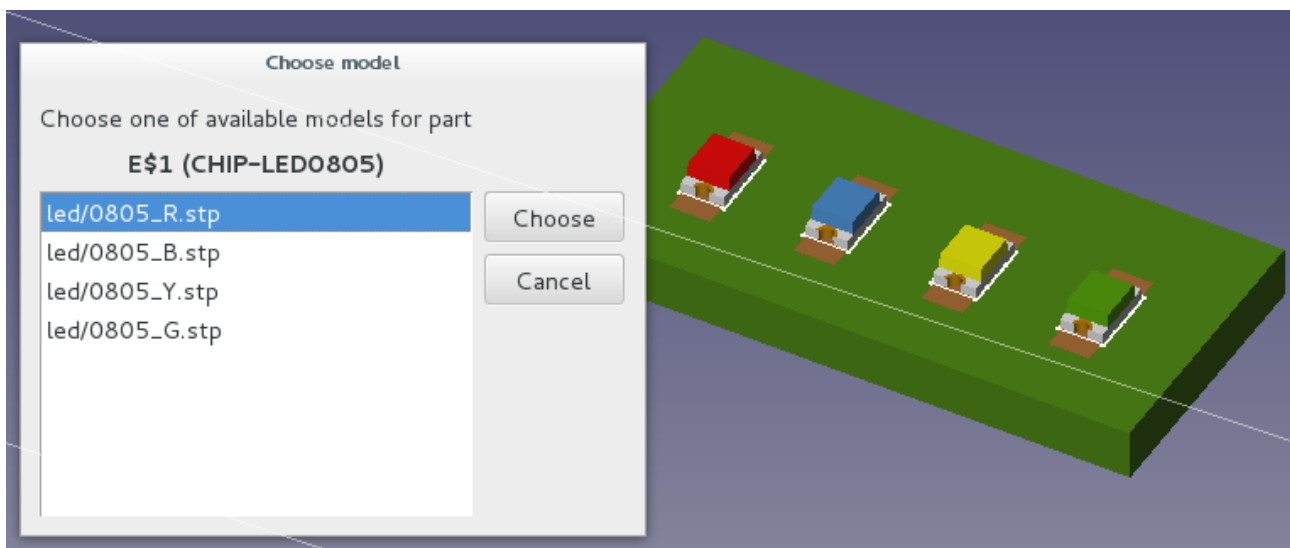 Choose model
Choose one of available models for part
E$1 (CHIP-LED0805)
led/0805_R.stp
led/0805_B.stp
led/0805_Y.stp
led/0805_G.stp
Choose
Cancel